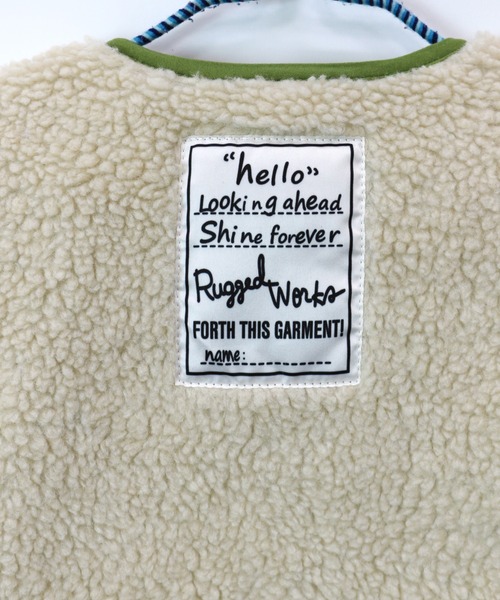 “hello”
Looking ahead
Shine forever
Rugged Works
FORTH THIS GARMENT!
name: